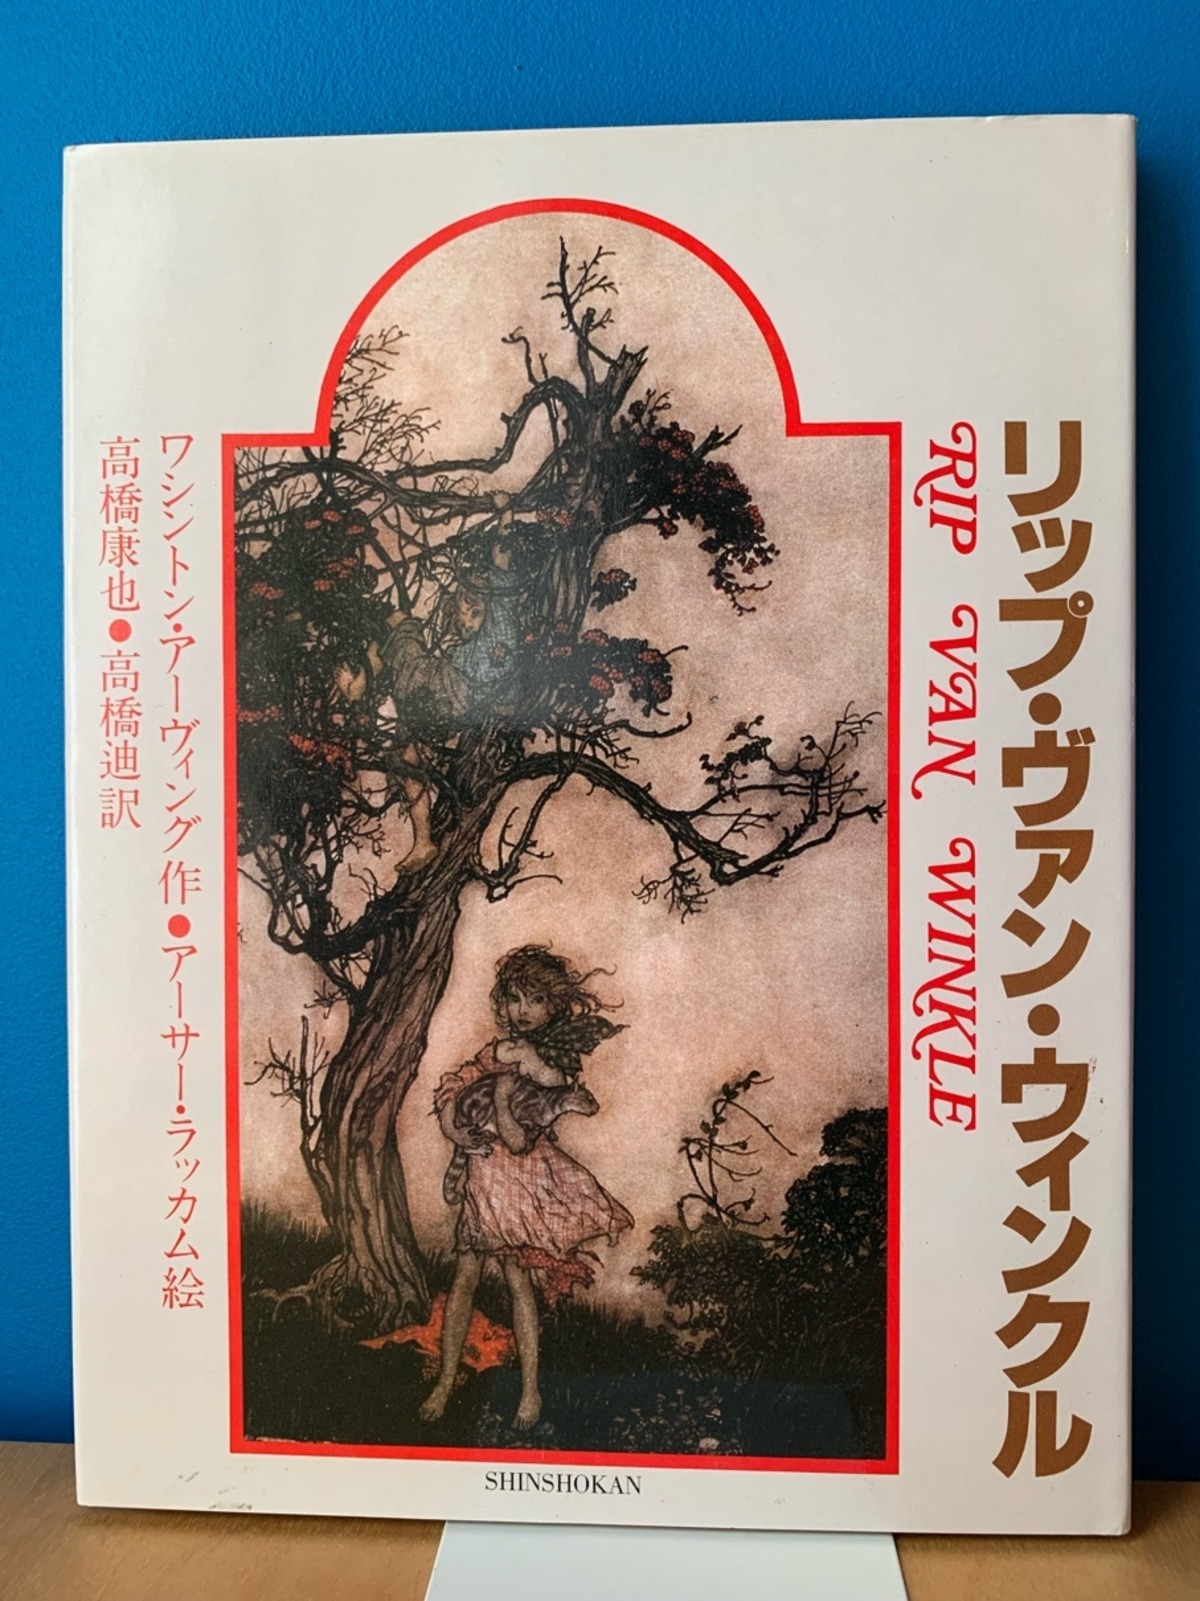 リップ・ヴァン・ウィンクル
RIP VAN WINKLE
ワシントン・アーヴィング作●アーサー・ラッカム絵
高橋康也●高橋迪訳
SHINSHOKAN